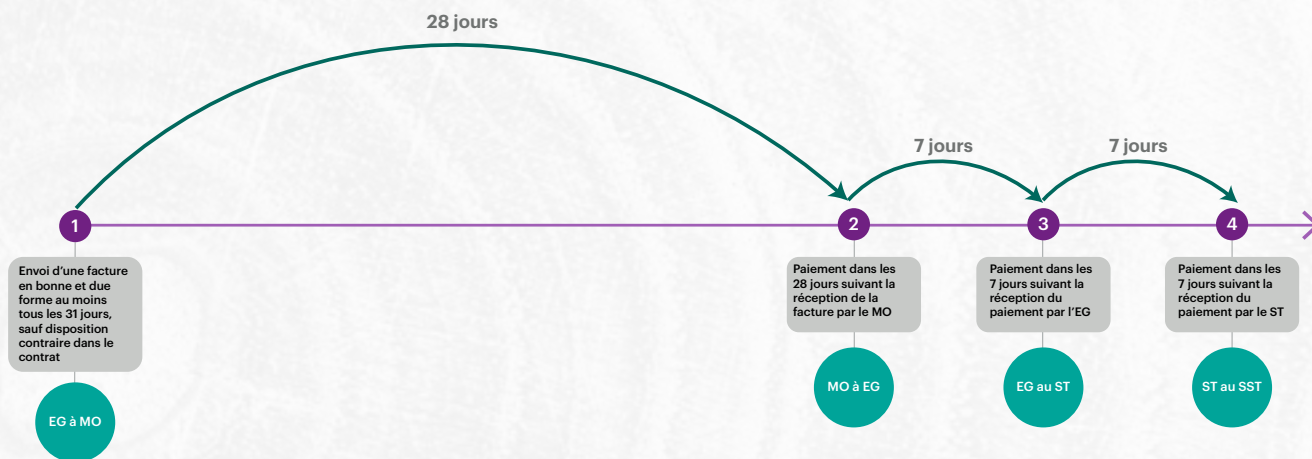 28 jours
7 jours
7 jours
1
2
3
4
Envoi d’une facture
en bonne et due
forme au moins
tous les 31 jours,
sauf disposition
contraire dans le
contrat
Paiement dans les
28 jours suivant la
réception de la
facture par le MO
Paiement dans les
7 jours suivant la
réception du
paiement par l’EG
Paiement dans les
7 jours suivant la
réception du
paiement par le ST
EG à MO
MO à EG
EG au ST
ST au SST